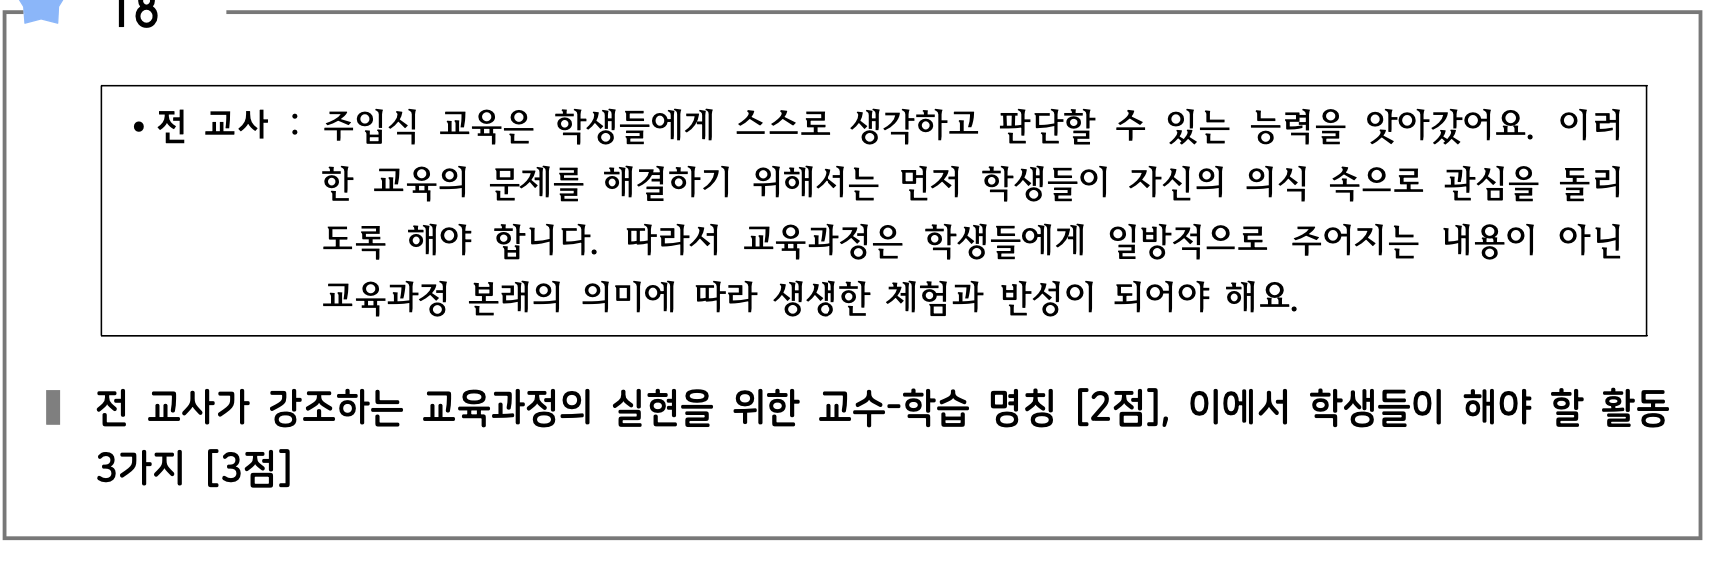 18
• 전 교사 : 주입식 교육은 학생들에게 스스로 생각하고 판단할 수 있는 능력을 앗아갔어요. 이러
한 교육의 문제를 해결하기 위해서는 먼저 학생들이 자신의 의식 속으로 관심을 돌리
도록 해야 합니다. 따라서 교육과정은 학생들에게 일방적으로 주어지는 내용이 아닌
교육과정 본래의 의미에 따라 생생한 체험과 반성이 되어야 해요.
전 교사가 강조하는 교육과정의 실현을 위한 교수-학습 명칭 [2점], 이에서 학생들이 해야 할 활동
3가지 [3점]